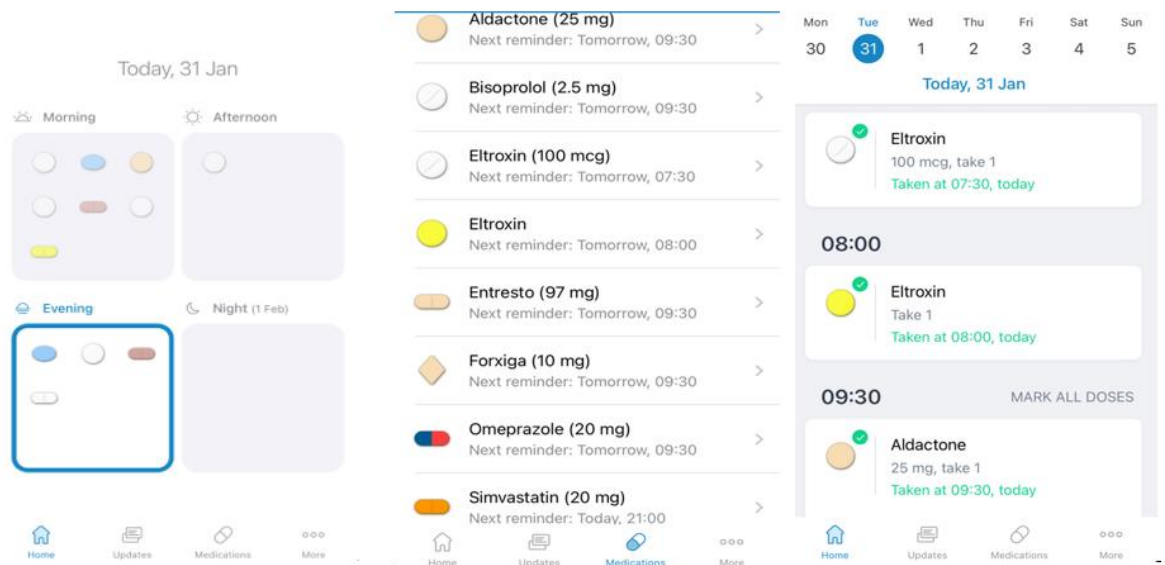 Today, 31 Jan
Morning
Afternoon
Evening
Night (1 Feb)
Home
Updates
Medications
More
Aldactone (25 mg)
Next reminder: Tomorrow, 09:30
Bisoprolol (2.5 mg)
Next reminder: Tomorrow, 09:30
Eltroxin (100 mcg)
Next reminder: Tomorrow, 07:30
Eltroxin
Next reminder: Tomorrow, 08:00
Entresto (97 mg)
Next reminder: Tomorrow, 09:30
Forxiga (10 mg)
Next reminder: Tomorrow, 09:30
Omeprazole (20 mg)
Next reminder: Tomorrow, 09:30
Simvastatin (20 mg)
Next reminder: Today, 21:00
Home
Updates
Medications
More
Mon Tue Wed Thu Fri Sat Sun
30 31 1 2 3 4 5
Today, 31 Jan
Eltroxin
100 mcg, take 1
Taken at 07:30, today
08:00
Eltroxin
Take 1
Taken at 08:00, today
09:30 MARK ALL DOSES
Aldactone
25 mg, take 1
Taken at 09:30, today
Home
Updates
Medications
More